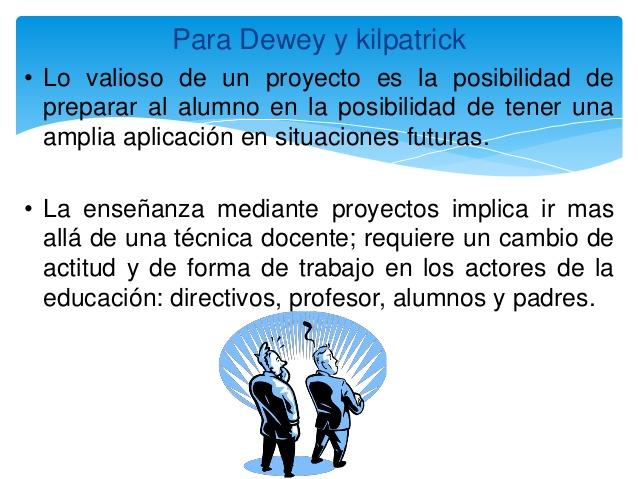 Para Dewey y kilpatrick
• Lo valioso de un proyecto es la posibilidad de
preparar al alumno en la posibilidad de tener una
amplia aplicación en situaciones futuras.
• La enseñanza mediante proyectos implica ir mas
allá de una técnica docente; requiere un cambio de
actitud y de forma de trabajo en los actores de la
educación: directivos, profesor, alumnos y padres.